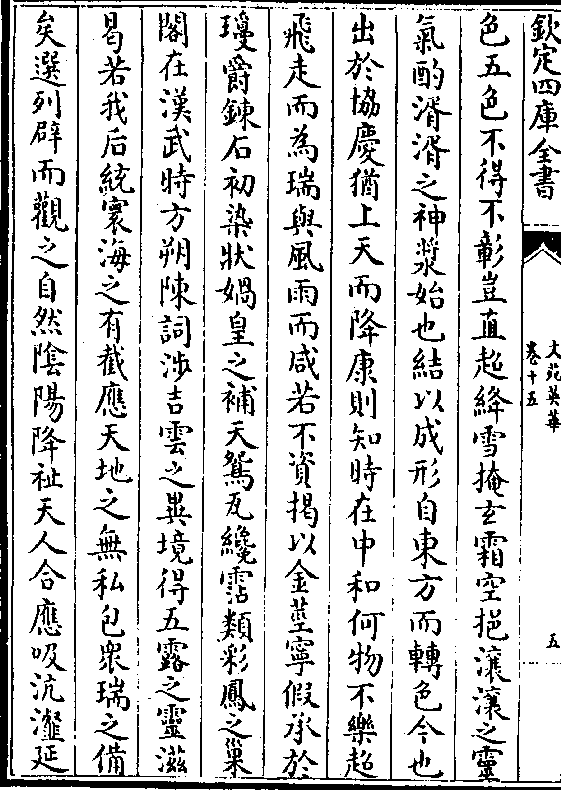 欽定四庫全書
文苑英華
卷十五
五
色五色不得不彰豈直超絳雪掩玄霜空挹瀼瀼之靈
氣酌湑湑之神漿始也結以成形自東方而轉色今也
出於協慶猶上天而降康則知時在中和何物不樂超
飛走而為瑞與風雨而咸若不資揭以金莖寧假承於
瓊爵鍊石初染狀媧皇之補天鴛瓦纔霑類彩鳳之巢
閣在漢武時方朔陳詞涉吉雲之異境得五露之靈滋
曷若我后統寰海之有截應天地之無私包衆瑞之備
矣選列辟而觀之自然陰陽降祉天人合應吸沆瀣延